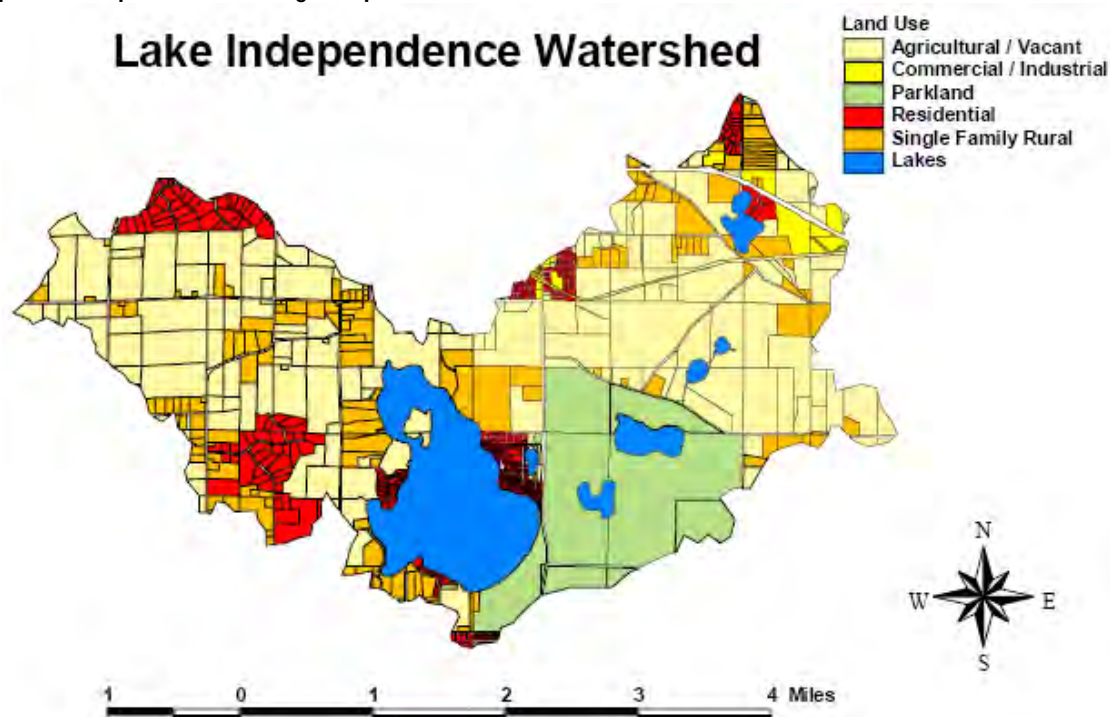 Lake Independence Watershed
Land Use
Agricultural / Vacant
Commercial / Industrial
Parkland
Residential
Single Family Rural
Lakes
N
W E
S
1 0 1 2 3 4 Miles